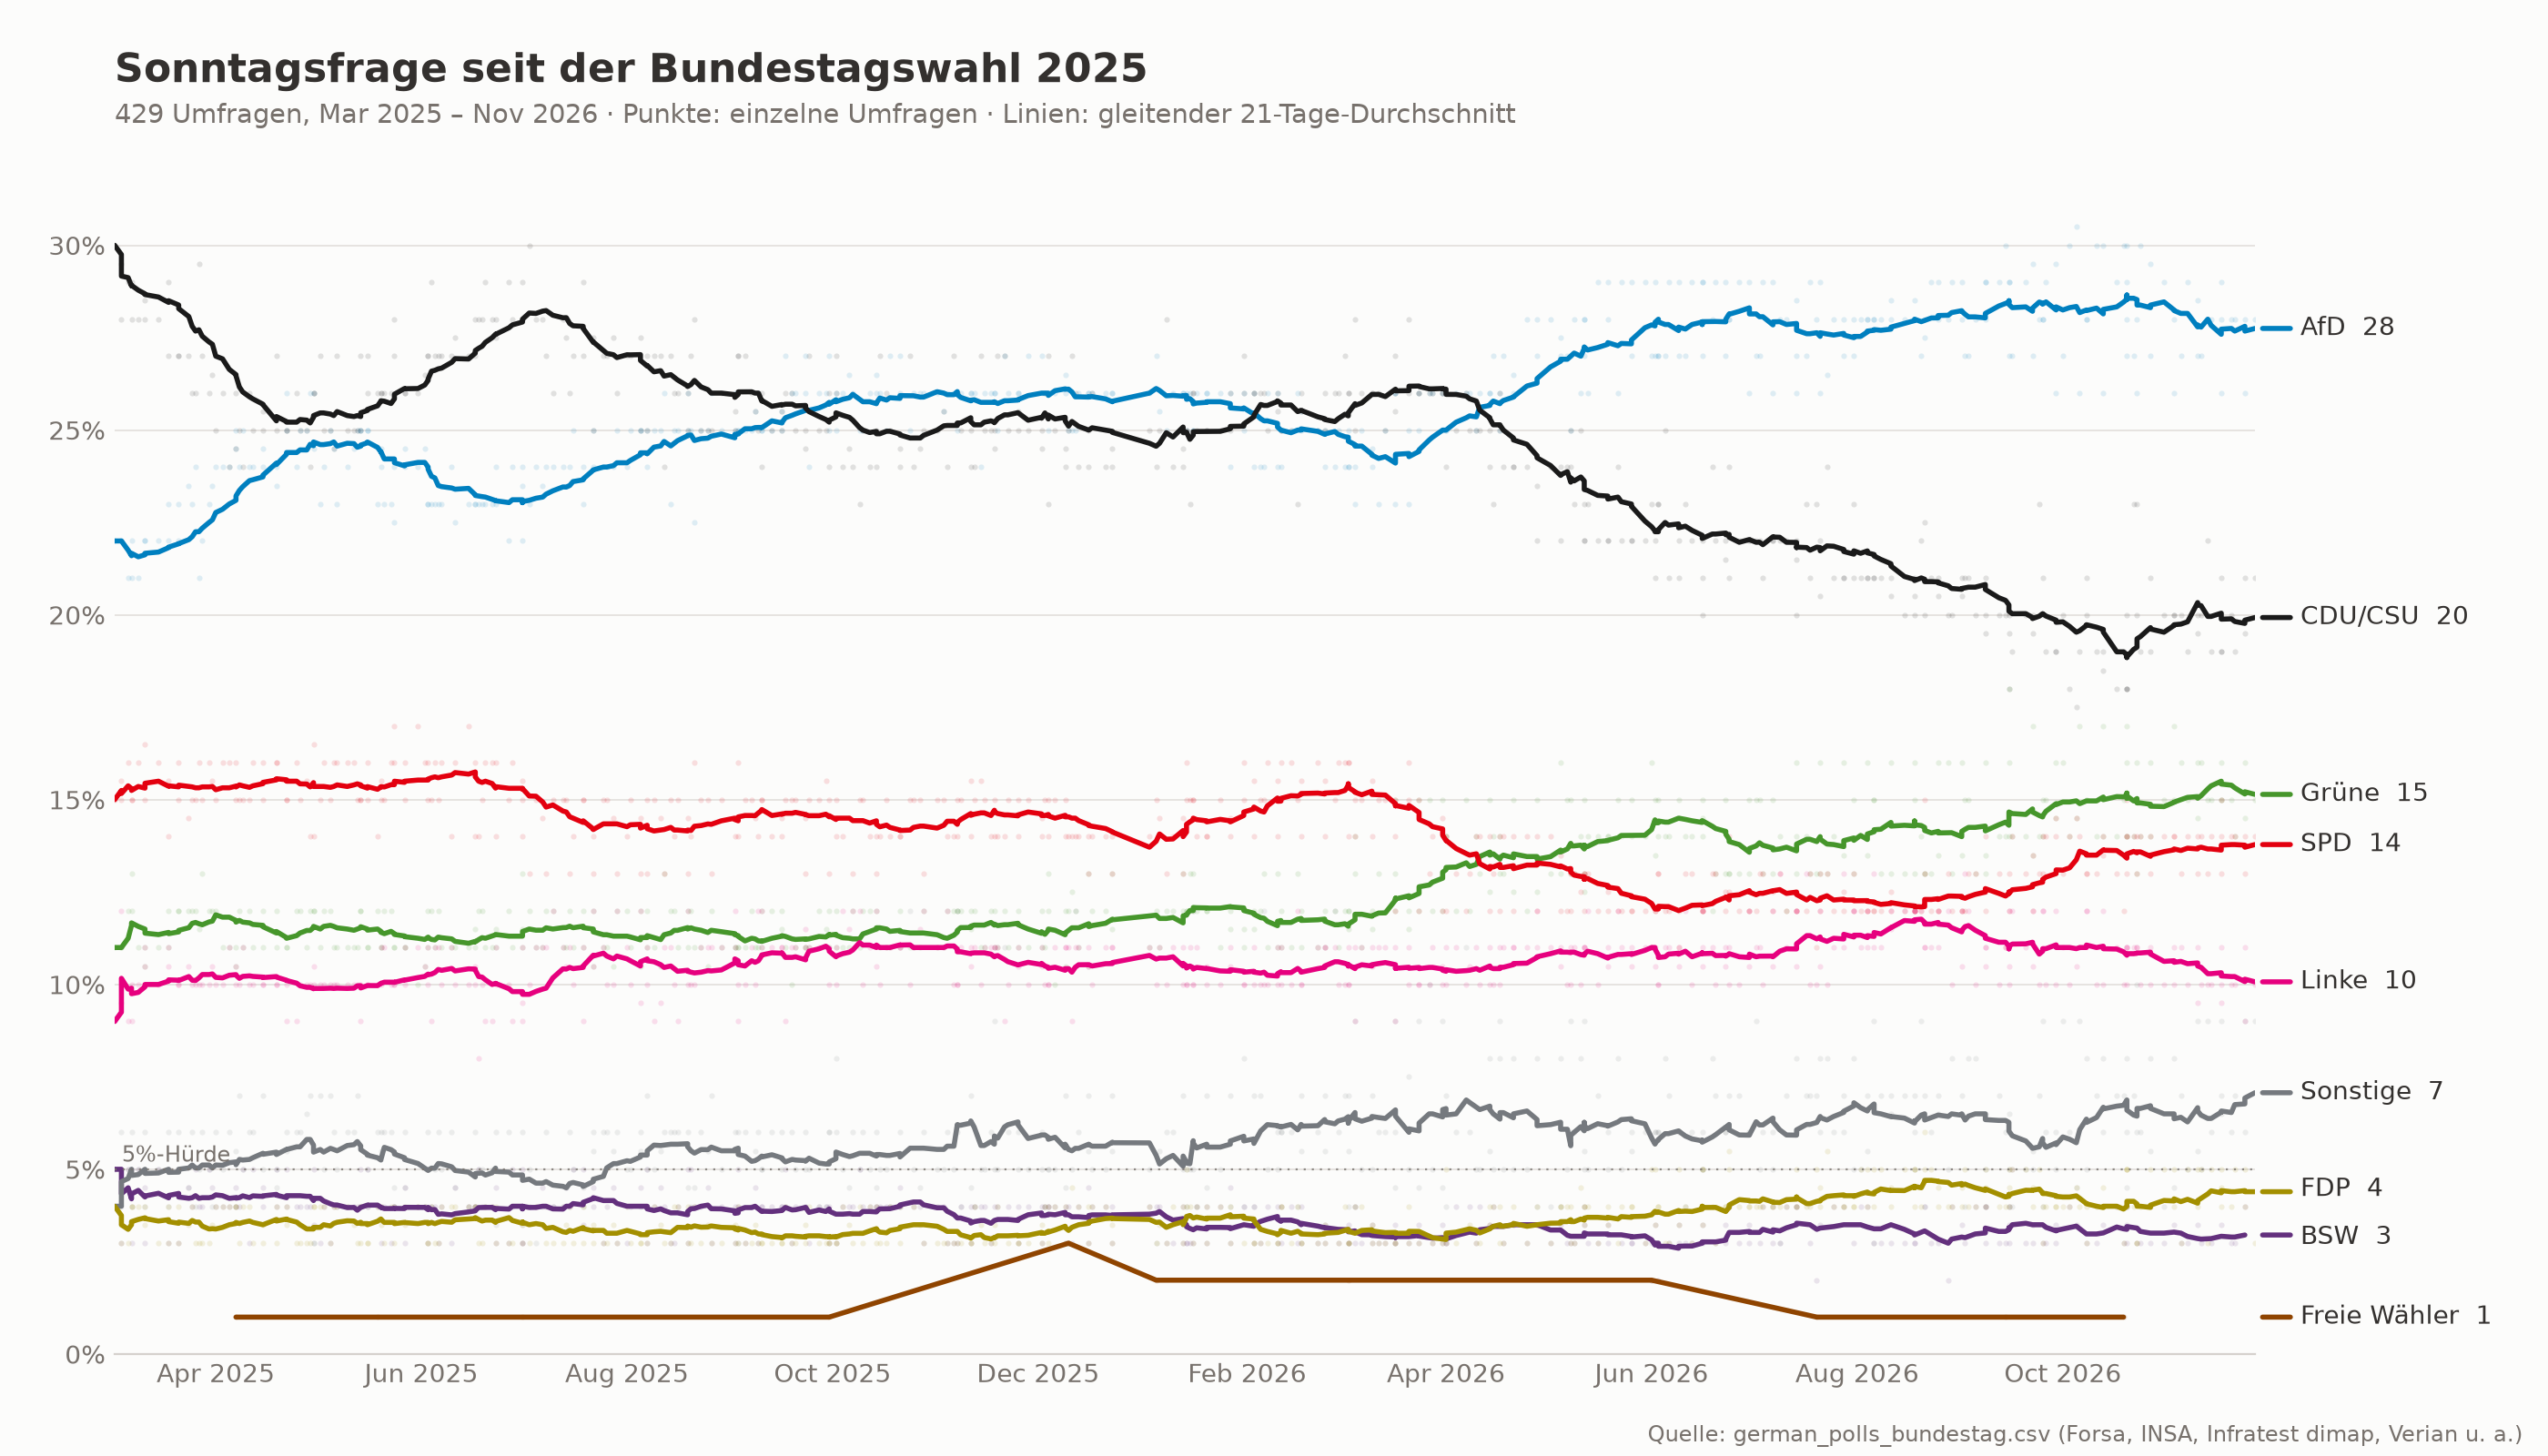 Sonntagsfrage seit der Bundestagswahl 2025
429 Umfragen, Mar 2025 – Nov 2026 · Punkte: einzelne Umfragen · Linien: gleitender 21-Tage-Durchschnitt
30%
AfD 28
25%
20%
CDU/CSU 20
15%
Grüne 15
SPD 14
10%
Linke 10
Sonstige 7
5%-Hürde
5%
FDP 4
BSW 3
Freie Wähler 1
0%
Apr 2025 Jun 2025 Aug 2025 Oct 2025 Dec 2025 Feb 2026 Apr 2026 Jun 2026 Aug 2026 Oct 2026
Quelle: german_polls_bundestag.csv (Forsa, INSA, Infratest dimap, Verian u. a.)